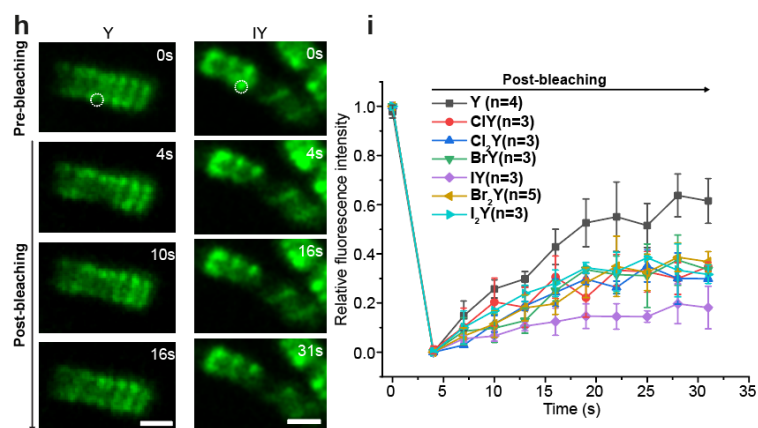 h
Y
IY
Pre-bleaching
0s
0s
Post-bleaching
4s
4s
10s
16s
16s
31s
i
Post-bleaching
Y (n=4)
ClY(n=3)
Cl2Y(n=3)
BrY(n=3)
IY(n=3)
Br2Y(n=5)
I2Y(n=3)
Relative fluorescence intensity
1.0
0.8
0.6
0.4
0.2
0.0
0 5 10 15 20 25 30 35
Time (s)